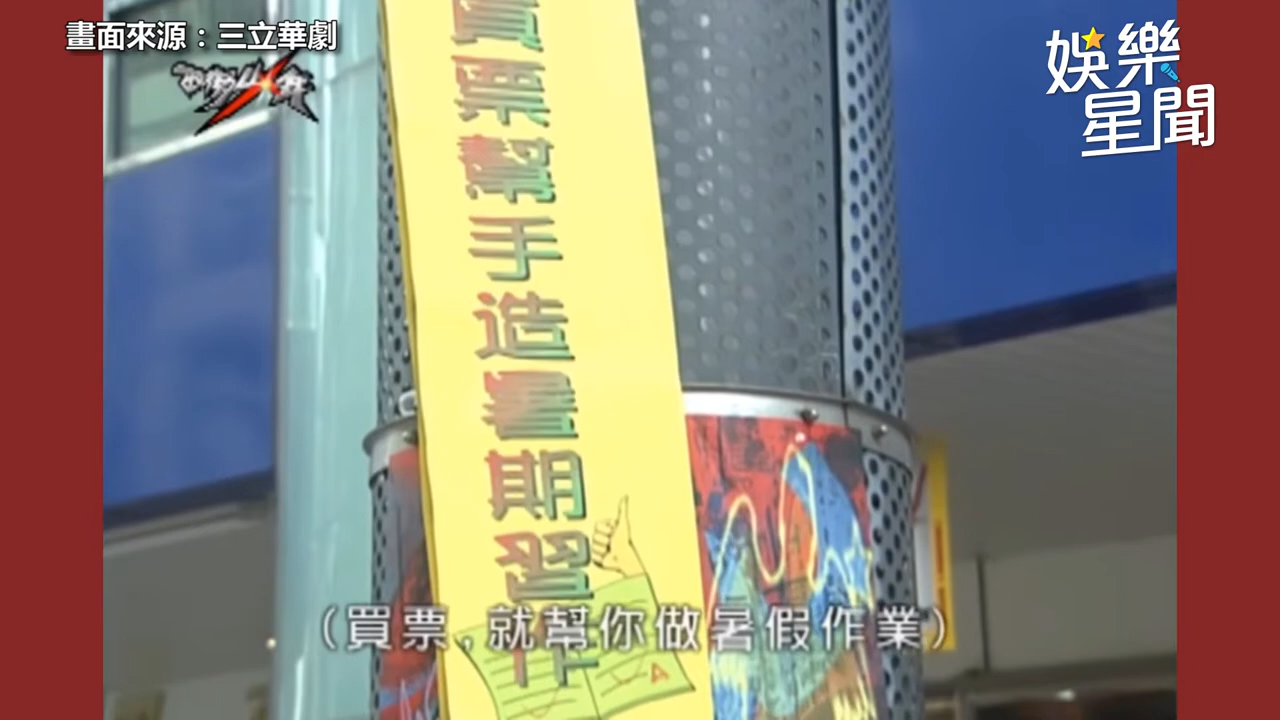 畫面來源：三立華劇
娛樂
星聞
買票幫手造暑期習作
A
（買票，就幫你做暑假作業）